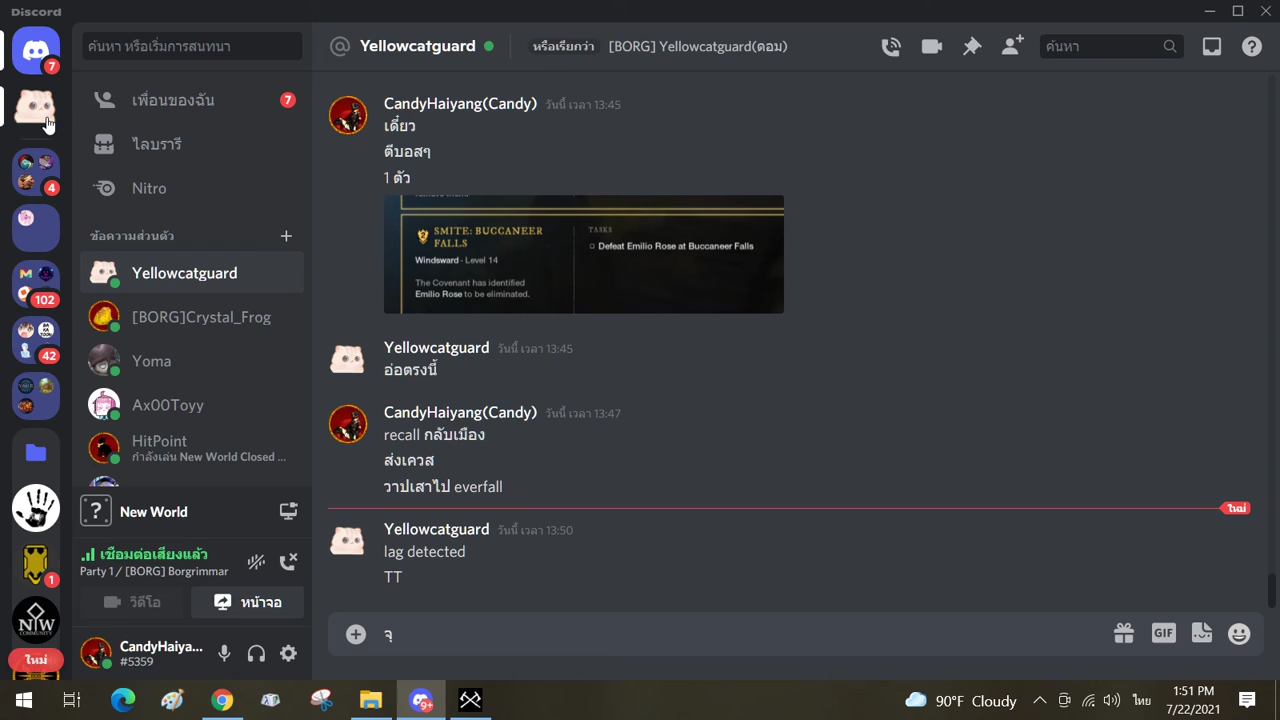 Discord
ค้นหา หรือเริ่มการสนทนา
Yellowcatguard
หรือเรียกว่า
[BORG] Yellowcatguard(ตอม)
ค้นหา
7
เพื่อนของฉัน
7
ไลบรารี
Nitro
4
ข้อความส่วนตัว
Yellowcatguard
102
[BORG]Crystal_Frog
42
Yoma
Ax00Toyy
HitPoint
กำลังเล่น New World Closed ...
New World
เชื่อมต่อเสียงแล้ว
Party 1 / [BORG] Borgrimmar
1
วิดีโอ
หน้าจอ
NW
COMMUNITY
CandyHaiya...
#5359
ใหม่
CandyHaiyang(Candy) วันนี้ เวลา 13:45
เดี๋ยว
ตีบอสๆ
1 ตัว
SMITE: BUCCANEER
FALLS
Windsward - Level 14
The Covenant has identified
Emilio Rose to be eliminated.
TASKS
Defeat Emilio Rose at Buccaneer Falls
Yellowcatguard วันนี้ เวลา 13:45
อ่อตรงนี้
CandyHaiyang(Candy) วันนี้ เวลา 13:47
recall กลับเมือง
ส่งเควส
วาปเสาไป everfall
ใหม่
Yellowcatguard วันนี้ เวลา 13:50
lag detected
TT
จุ
GIF
9+
90°F Cloudy
ไทย
1:51 PM
7/22/2021